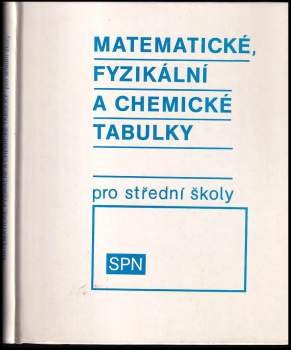 MATEMATICKÉ,
FYZIKÁLNÍ
A CHEMICKÉ
TABULKY
pro střední školy
SPN